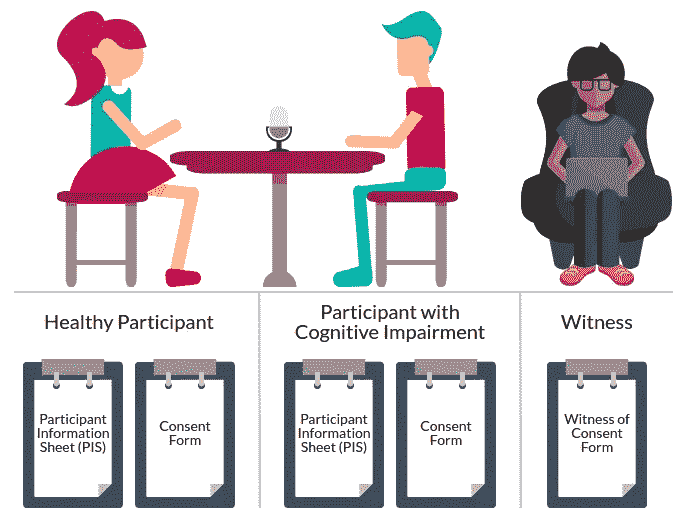 Healthy Participant
Participant with
Cognitive Impairment
Witness
Participant
Information
Sheet (PIS)
Consent
Form
Participant
Information
Sheet (PIS)
Consent
Form
Witness of
Consent
Form